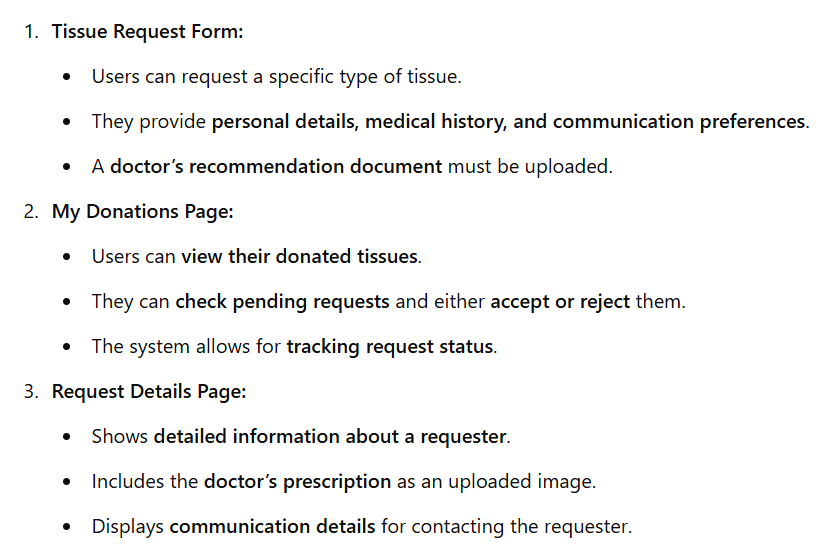 1. Tissue Request Form:
• Users can request a specific type of tissue.
• They provide personal details, medical history, and communication preferences.
• A doctor’s recommendation document must be uploaded.
2. My Donations Page:
• Users can view their donated tissues.
• They can check pending requests and either accept or reject them.
• The system allows for tracking request status.
3. Request Details Page:
• Shows detailed information about a requester.
• Includes the doctor’s prescription as an uploaded image.
• Displays communication details for contacting the requester.